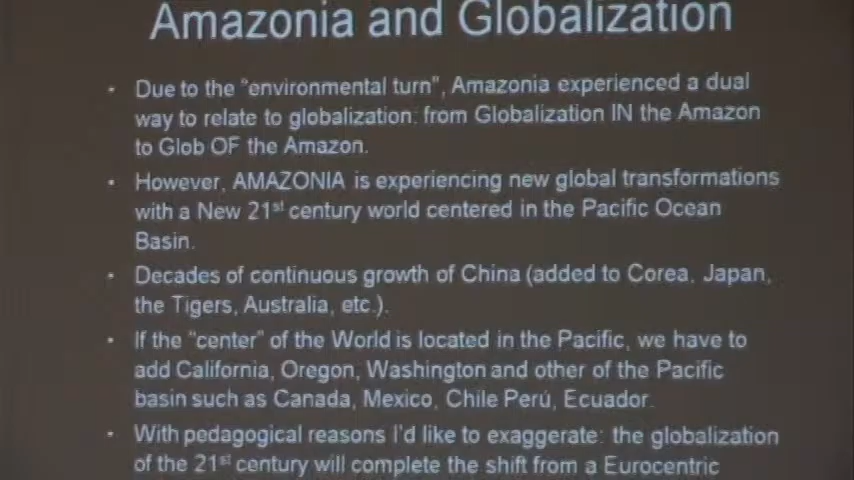 Amazonia and Globalization
• Due to the "environmental turn", Amazonia experienced a dual
way to relate to globalization: from Globalization IN the Amazon
to Glob OF the Amazon.
• However, AMAZONIA is experiencing new global transformations
with a New 21st century world centered in the Pacific Ocean
Basin.
• Decades of continuous growth of China (added to Corea, Japan,
the Tigers, Australia, etc.).
• If the "center" of the World is located in the Pacific, we have to
add California, Oregon, Washington and other of the Pacific
basin such as Canada, Mexico, Chile Perú, Ecuador.
• With pedagogical reasons I'd like to exaggerate: the globalization
of the 21st century will complete the shift from a Eurocentric